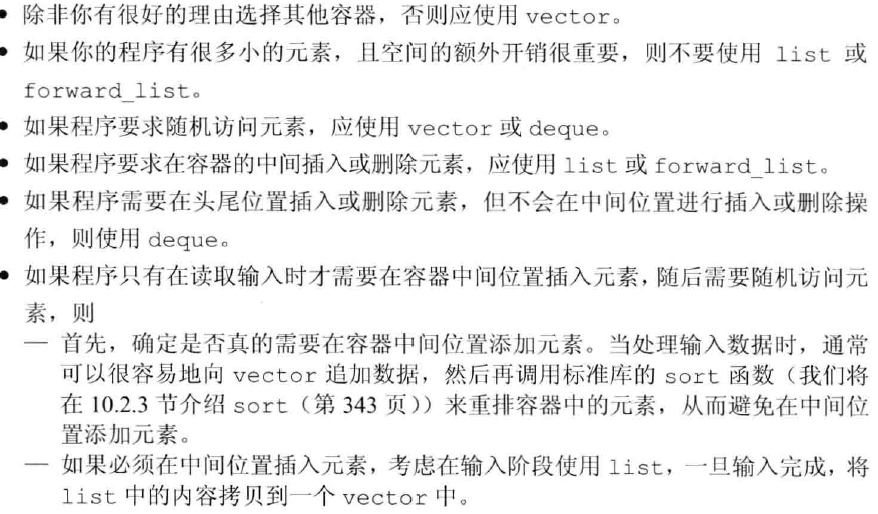 • 除非你有很好的理由选择其他容器，否则应使用 vector。
• 如果你的程序有很多小的元素，且空间的额外开销很重要，则不要使用 list 或
forward_list。
• 如果程序要求随机访问元素，应使用 vector 或 deque。
• 如果程序要求在容器的中间插入或删除元素，应使用 list 或 forward_list。
• 如果程序需要在头尾位置插入或删除元素，但不会在中间位置进行插入或删除操
作，则使用 deque。
• 如果程序只有在读取输入时才需要在容器中间位置插入元素，随后需要随机访问元
素，则
— 首先，确定是否真的需要在容器中间位置添加元素。当处理输入数据时，通常
可以很容易地向 vector 追加数据，然后再调用标准库的 sort 函数（我们将
在 10.2.3 节介绍 sort（第 343 页））来重排容器中的元素，从而避免在中间位
置添加元素。
— 如果必须在中间位置插入元素，考虑在输入阶段使用 list，一旦输入完成，将
list 中的内容拷贝到一个 vector 中。